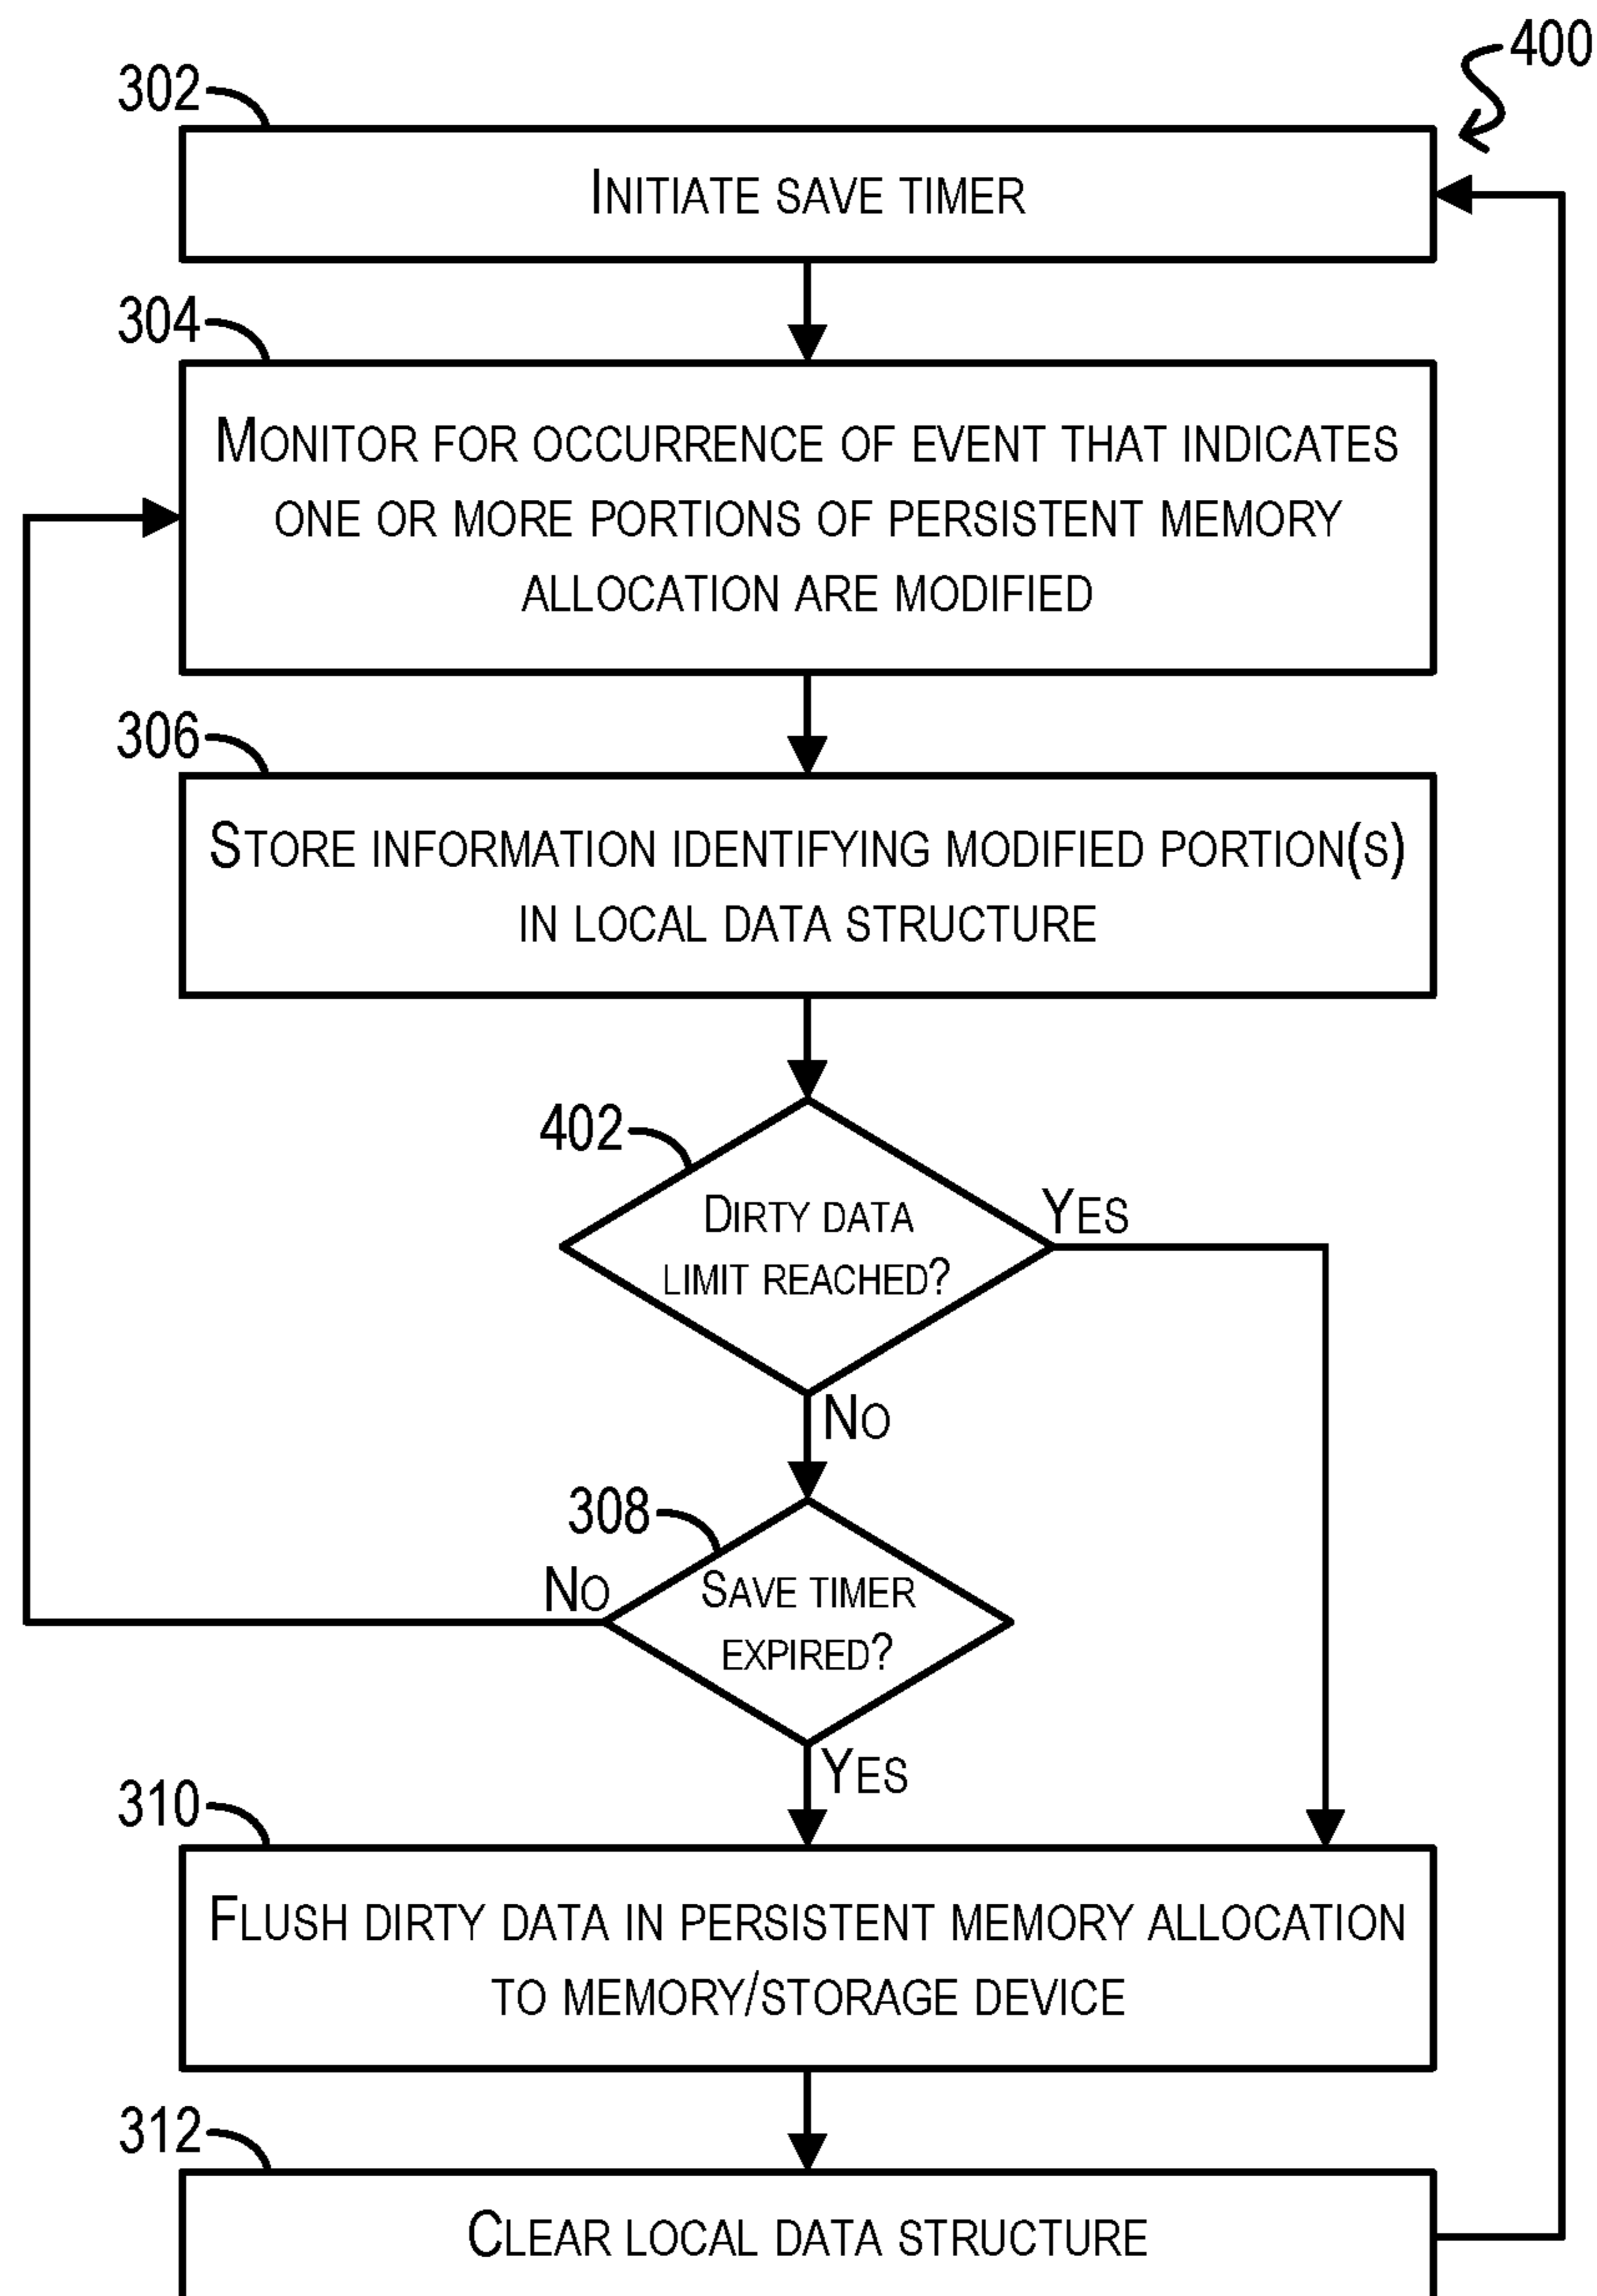 400
302
INITIATE SAVE TIMER
304
MONITOR FOR OCCURRENCE OF EVENT THAT INDICATES
ONE OR MORE PORTIONS OF PERSISTENT MEMORY
ALLOCATION ARE MODIFIED
306
STORE INFORMATION IDENTIFYING MODIFIED PORTION(S)
IN LOCAL DATA STRUCTURE
402
DIRTY DATA
LIMIT REACHED?
YES
NO
308
SAVE TIMER
EXPIRED?
NO
YES
310
FLUSH DIRTY DATA IN PERSISTENT MEMORY ALLOCATION
TO MEMORY/STORAGE DEVICE
312
CLEAR LOCAL DATA STRUCTURE